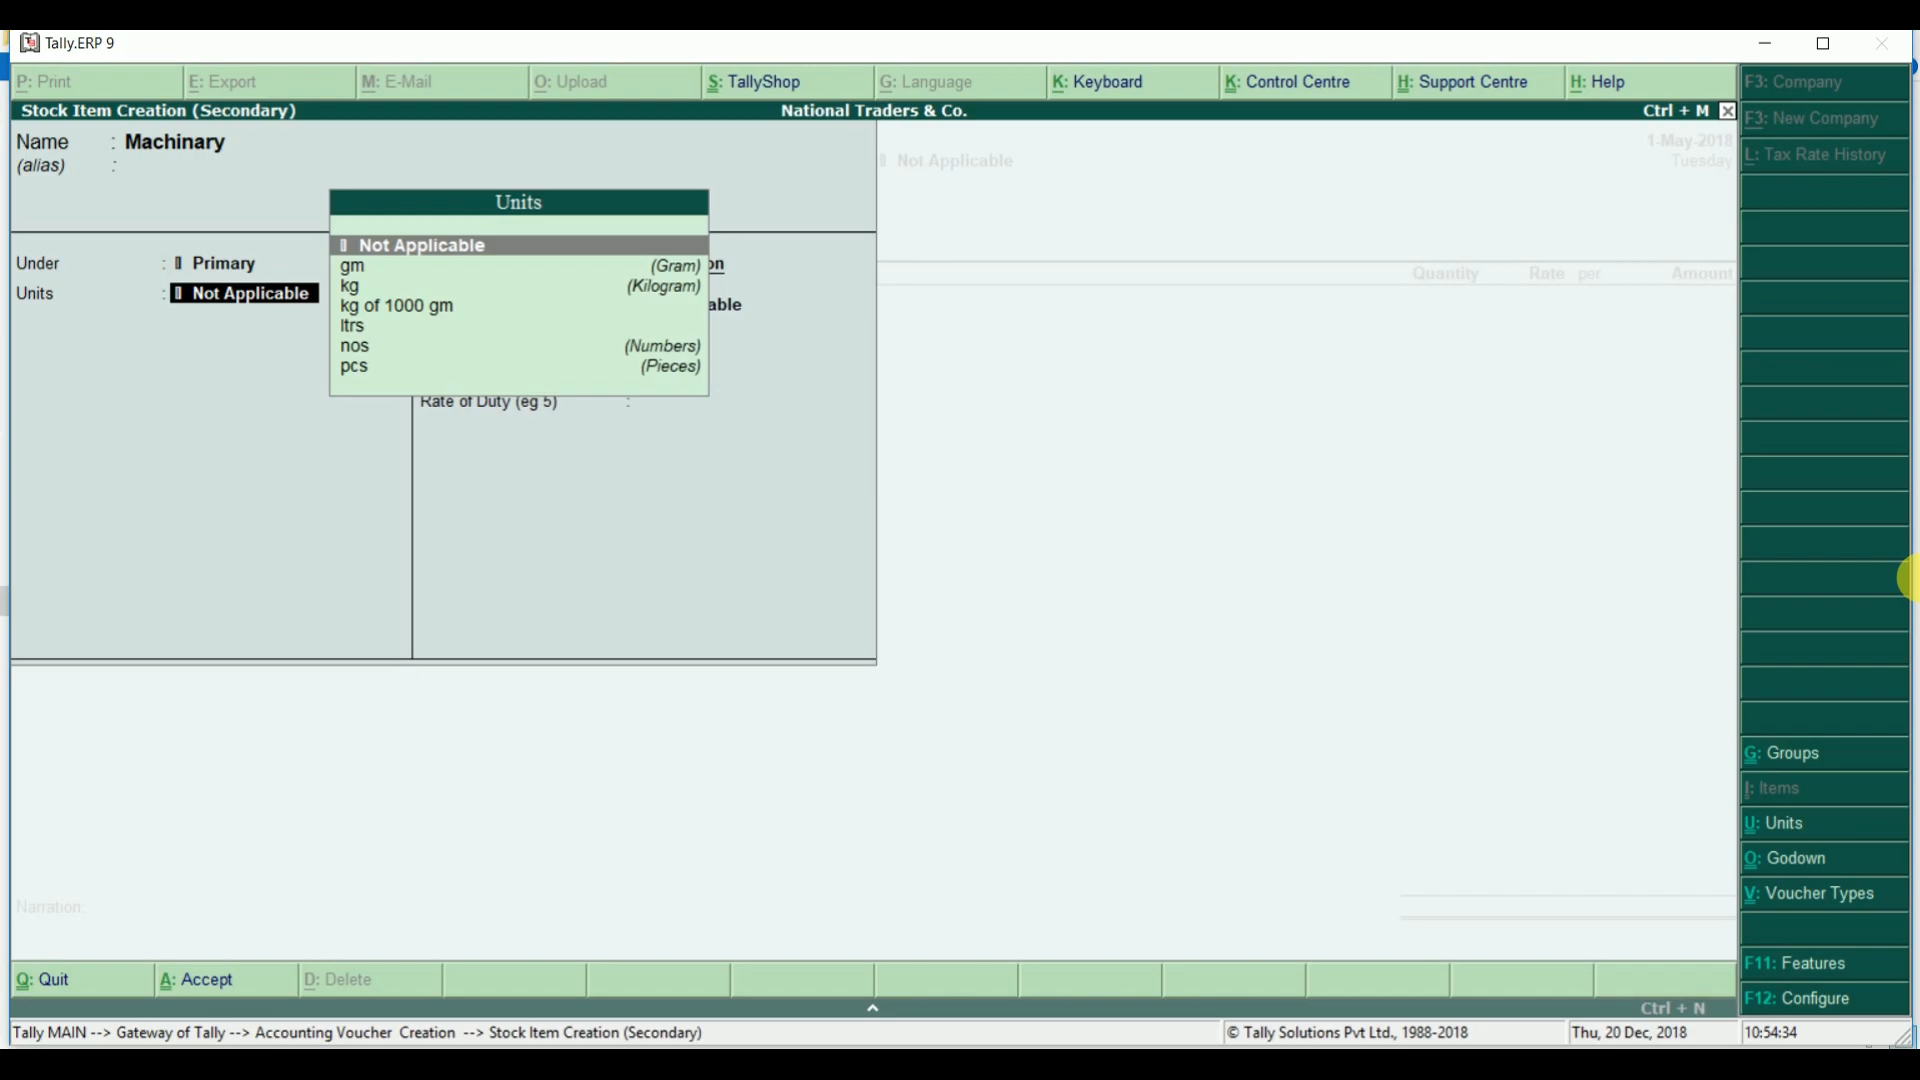 Tally.ERP 9
P: Print E: Export M: E-Mail O: Upload S: TallyShop G: Language K: Keyboard K: Control Centre H: Support Centre H: Help F3: Company
Stock Item Creation (Secondary) National Traders & Co. Ctrl + M
F3: New Company
Name : Machinary
1-May-2018
(alias) :
Not Applicable
Tuesday
L: Tax Rate History
Units
Not Applicable
Under : Primary
gm (Gram)
on
Quantity Rate per Amount
Units : Not Applicable
kg (Kilogram)
kg of 1000 gm
able
ltrs
nos (Numbers)
pcs (Pieces)
Rate of Duty (eg 5) :
G: Groups
I: Items
U: Units
O: Godown
V: Voucher Types
Narration:
F11: Features
Q: Quit A: Accept D: Delete
F12: Configure
Ctrl + N
Tally MAIN --> Gateway of Tally --> Accounting Voucher Creation --> Stock Item Creation (Secondary) © Tally Solutions Pvt Ltd., 1988-2018 Thu, 20 Dec, 2018 10:54:34